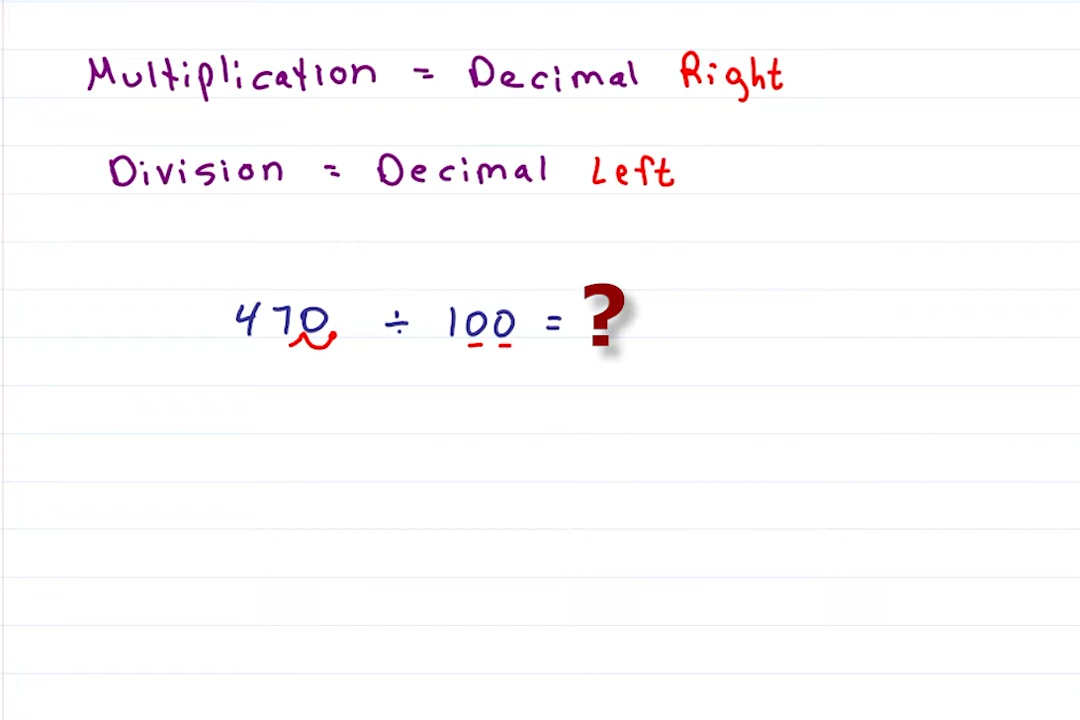 Multiplication = Decimal Right
Division = Decimal Left
470 ÷ 100 = ?